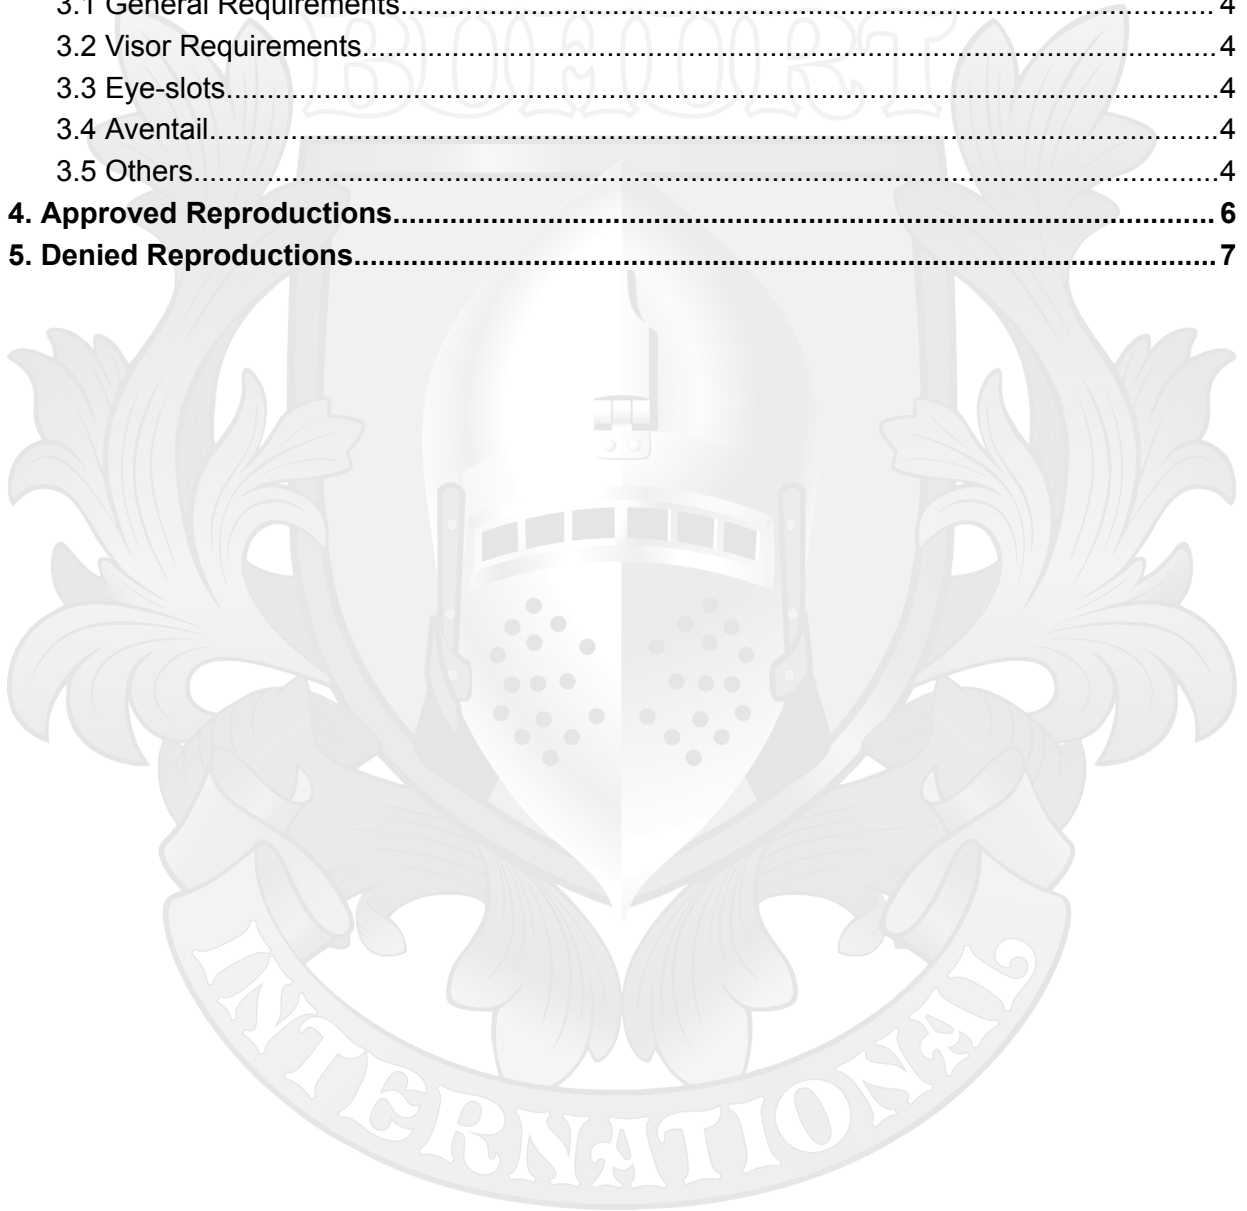 3.1 General Requirements........................................................................................................ 4
3.2 Visor Requirements............................................................................................................. 4
3.3 Eye-slots..............................................................................................................................4
3.4 Aventail................................................................................................................................4
3.5 Others..................................................................................................................................4
4. Approved Reproductions.................................................................................................... 6
5. Denied Reproductions.........................................................................................................7
BUHURT
INTERNATIONAL